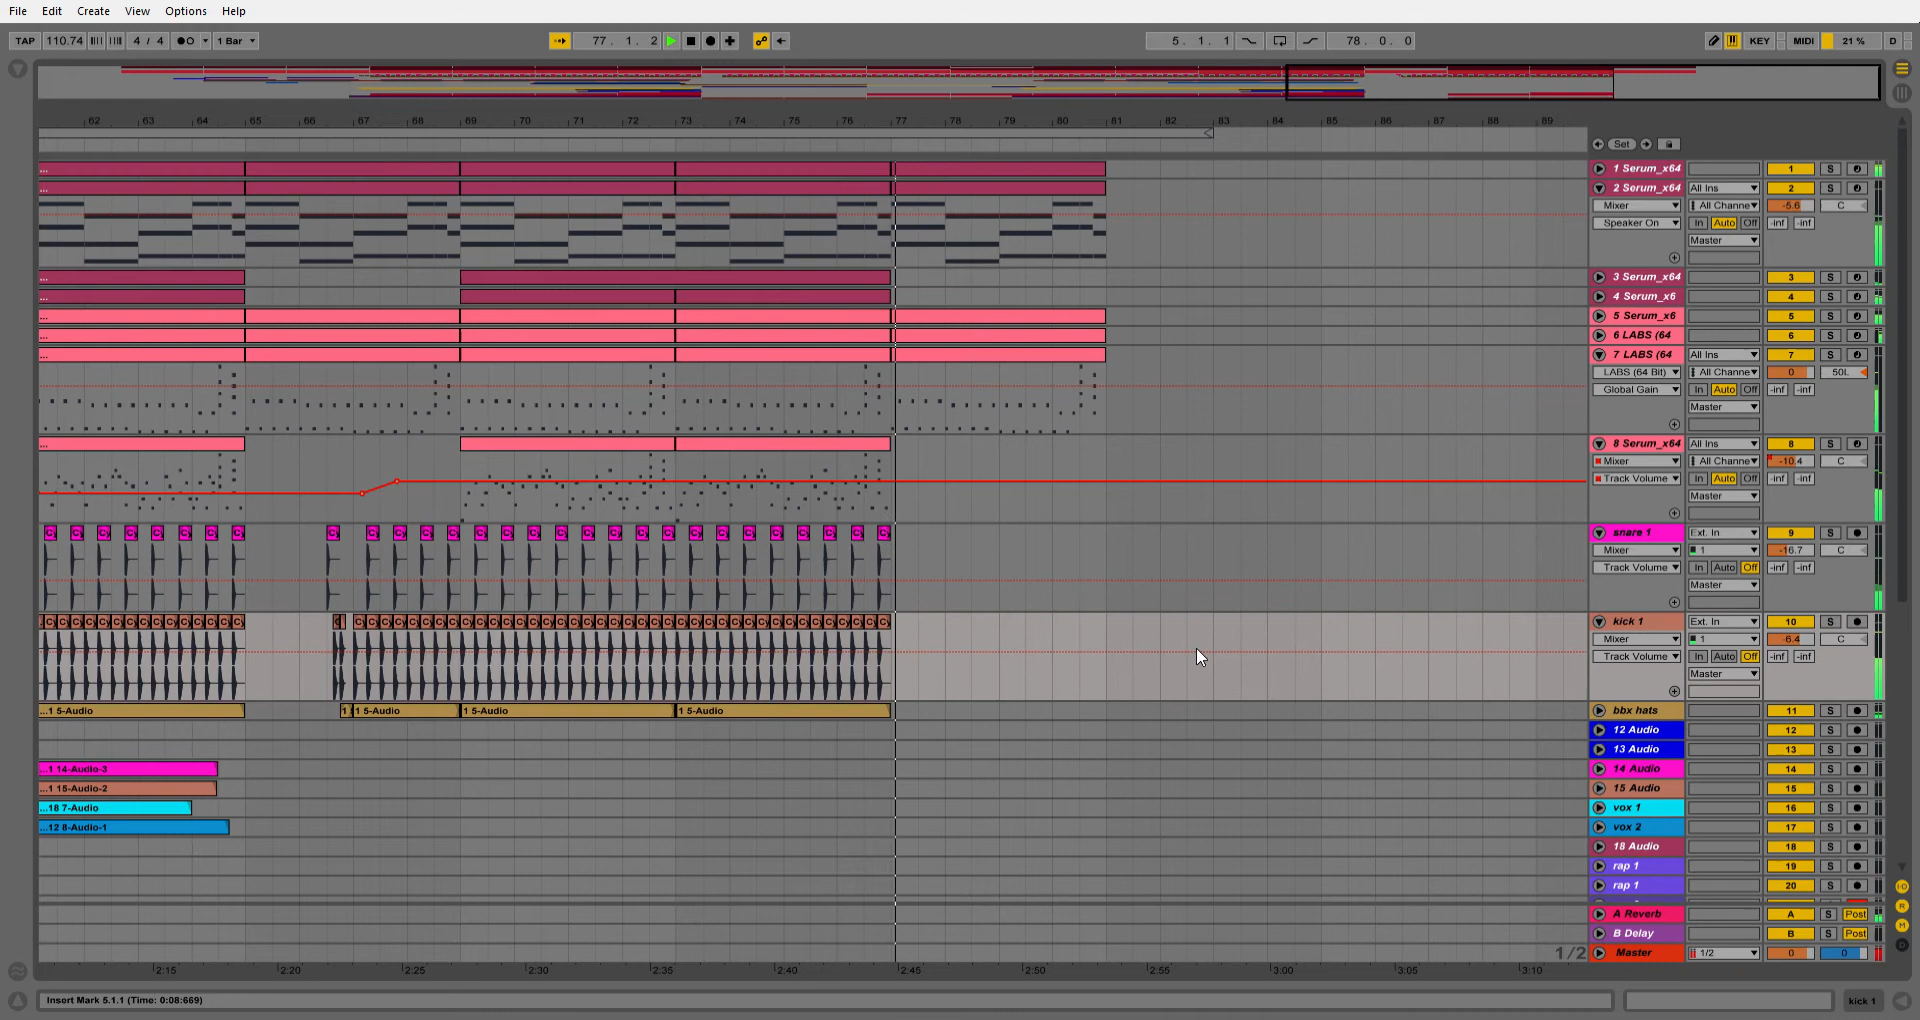 File Edit Create View Options Help
TAP 110.74 4 / 4 1 Bar 77. 1. 2 5. 1. 1 78. 0. 0 KEY MIDI 21 % D
62 63 64 65 66 67 68 69 70 71 72 73 74 75 76 77 78 79 80 81 82 83 84 85 86 87 88 89
Set
... 1 Serum_x64 1 S
... 2 Serum_x64 All Ins 2 S
Mixer All Channe -5.6 C
Speaker On In Auto Off -inf -inf
Master
... 3 Serum_x64 3 S
... 4 Serum_x6 4 S
... 5 Serum_x6 5 S
... 6 LABS (64 6 S
... 7 LABS (64 All Ins 7 S
LABS (64 Bit) All Channe 0 50L
Global Gain In Auto Off -inf -inf
Master
... 8 Serum_x64 All Ins 8 S
Mixer All Channe -10.4 C
Track Volume In Auto Off -inf -inf
Master
snare 1 Ext. In 9 S
Mixer 1 -16.7 C
Track Volume In Auto Off -inf -inf
Master
kick 1 Ext. In 10 S
Mixer 1 -6.4 C
Track Volume In Auto Off -inf -inf
Master
...1 5-Audio 1 1 5-Audio 1 5-Audio 1 5-Audio bbx hats 11 S
12 Audio 12 S
13 Audio 13 S
...1 14-Audio-3 14 Audio 14 S
...1 15-Audio-2 15 Audio 15 S
...18 7-Audio vox 1 16 S
...12 8-Audio-1 vox 2 17 S
18 Audio 18 S
rap 1 19 S
rap 1 20 S
A Reverb A S Post
B Delay B S Post
1/2 Master 1/2 0 0
2:15 2:20 2:25 2:30 2:35 2:40 2:45 2:50 2:55 3:00 3:05 3:10
Insert Mark 5.1.1 (Time: 0:08:669) kick 1